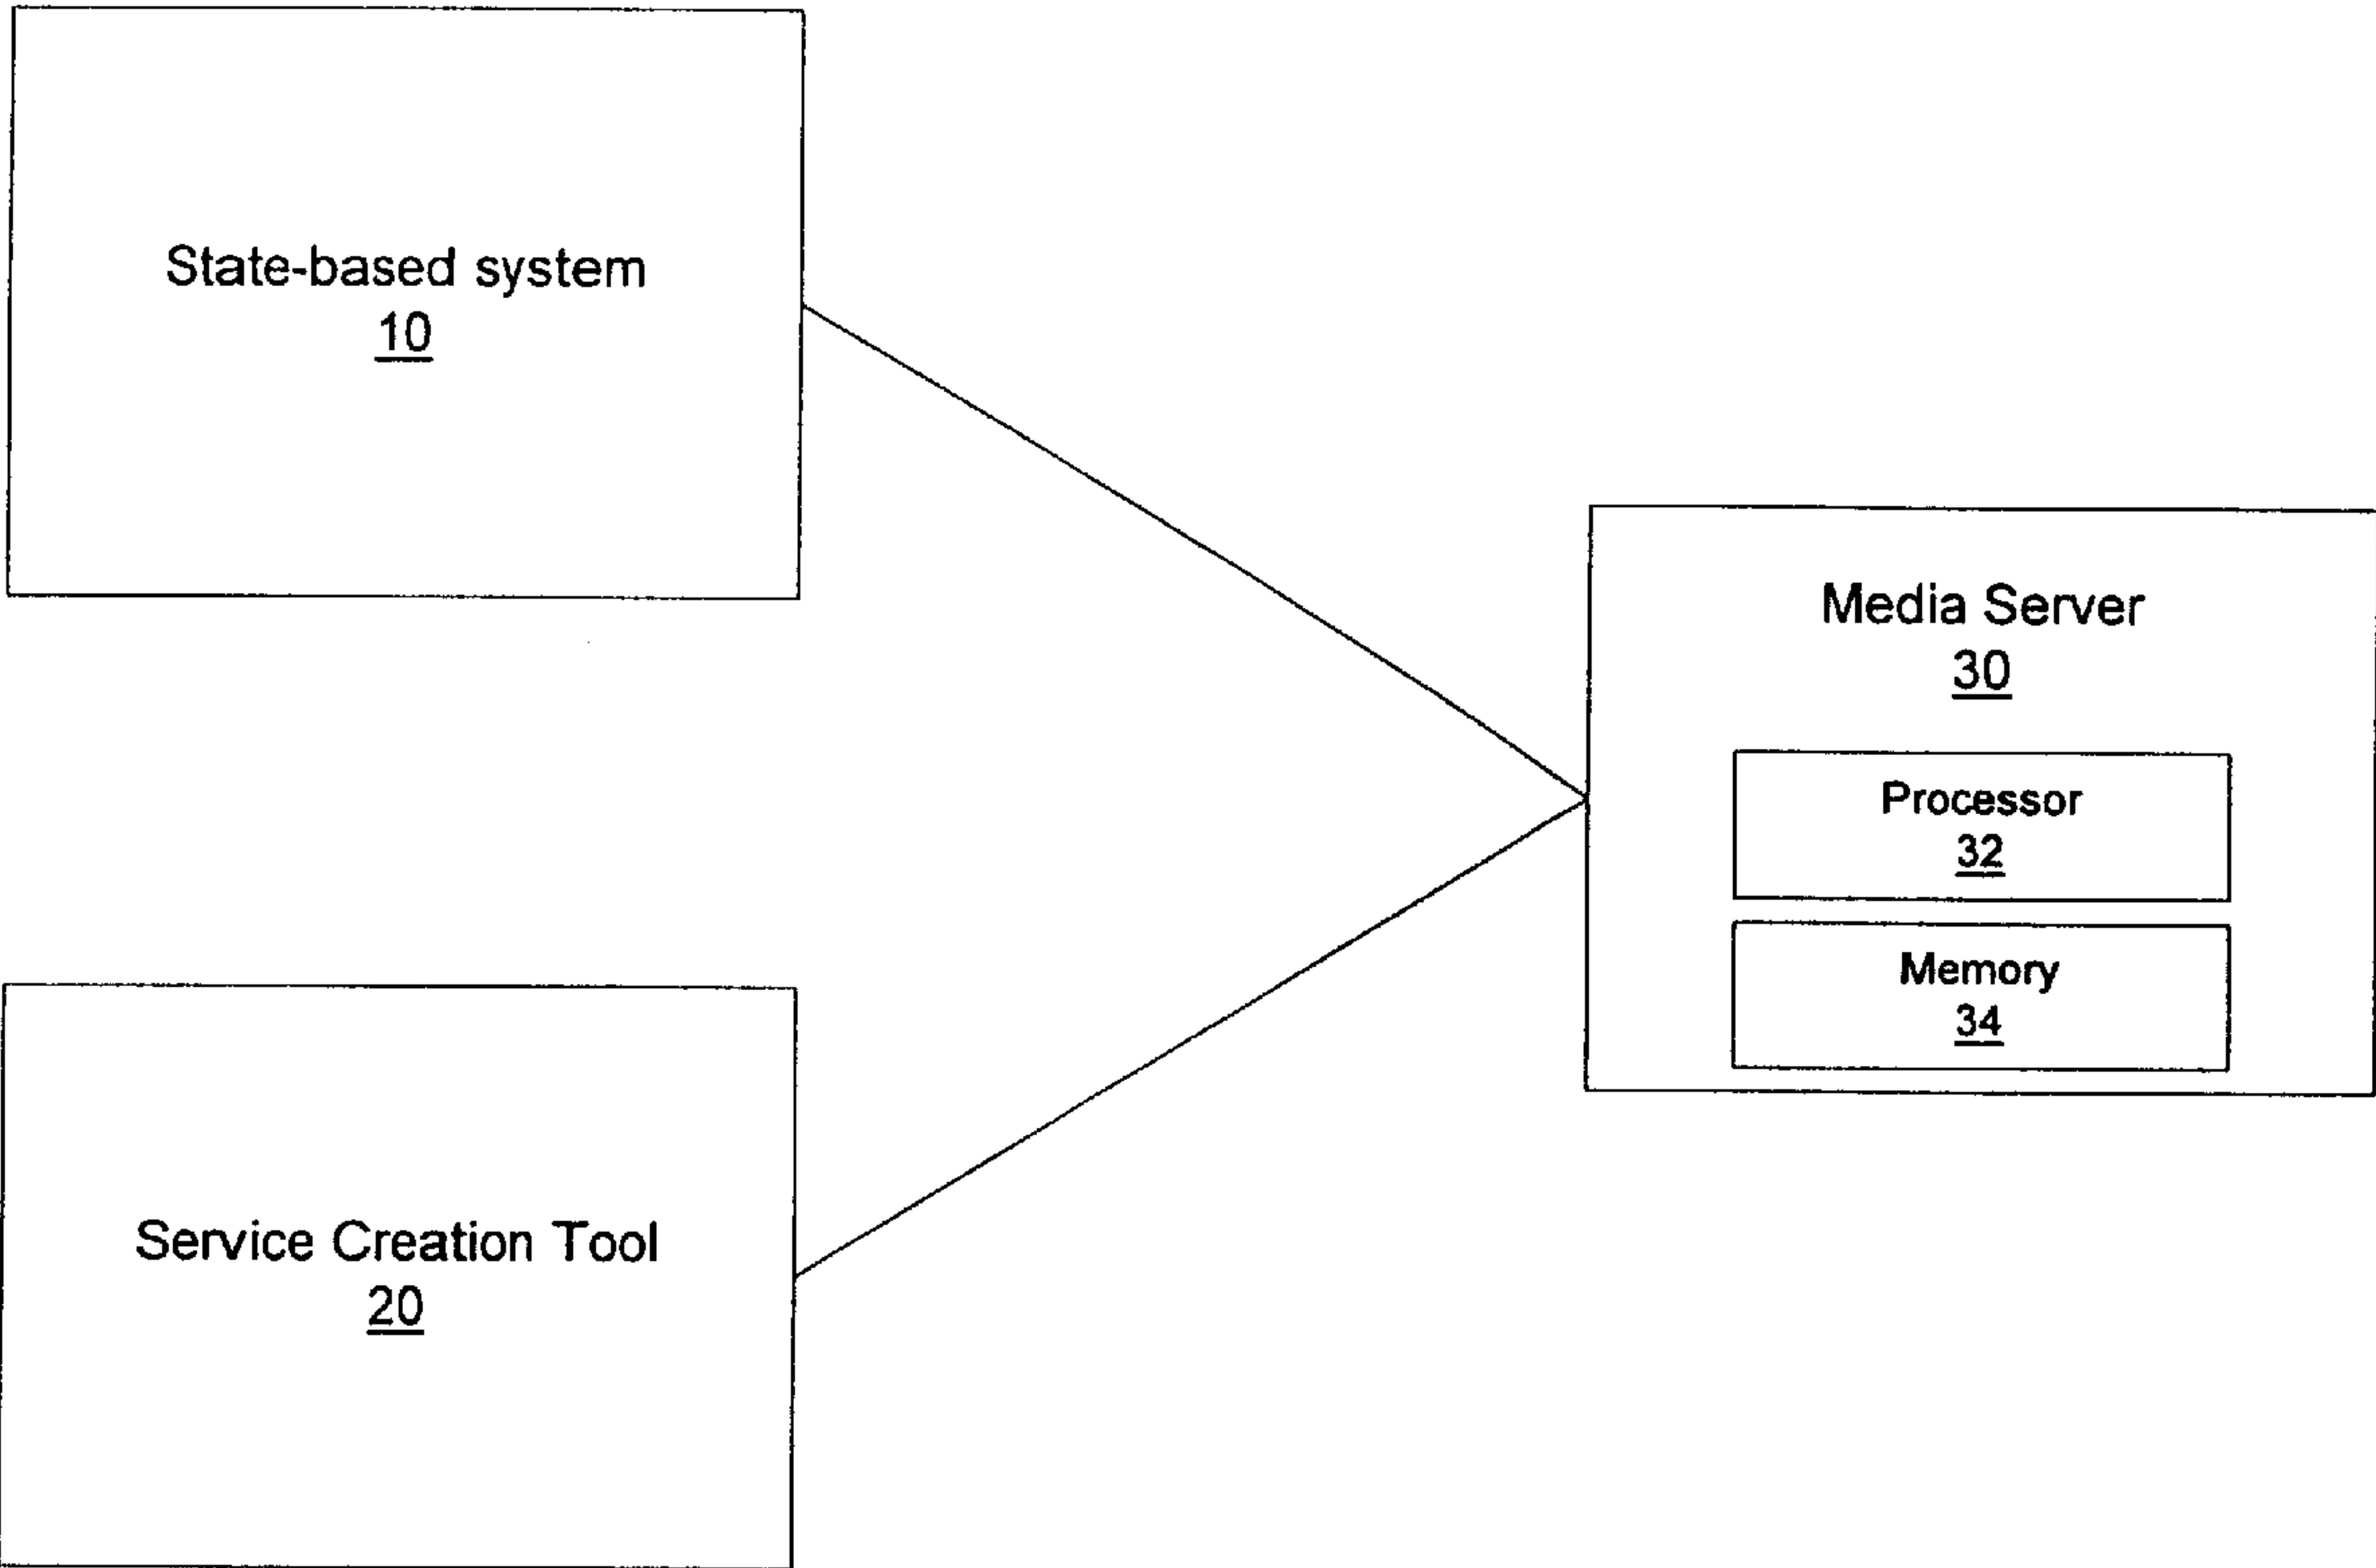 State-based system
10
Media Server
30
Processor
32
Memory
34
Service Creation Tool
20